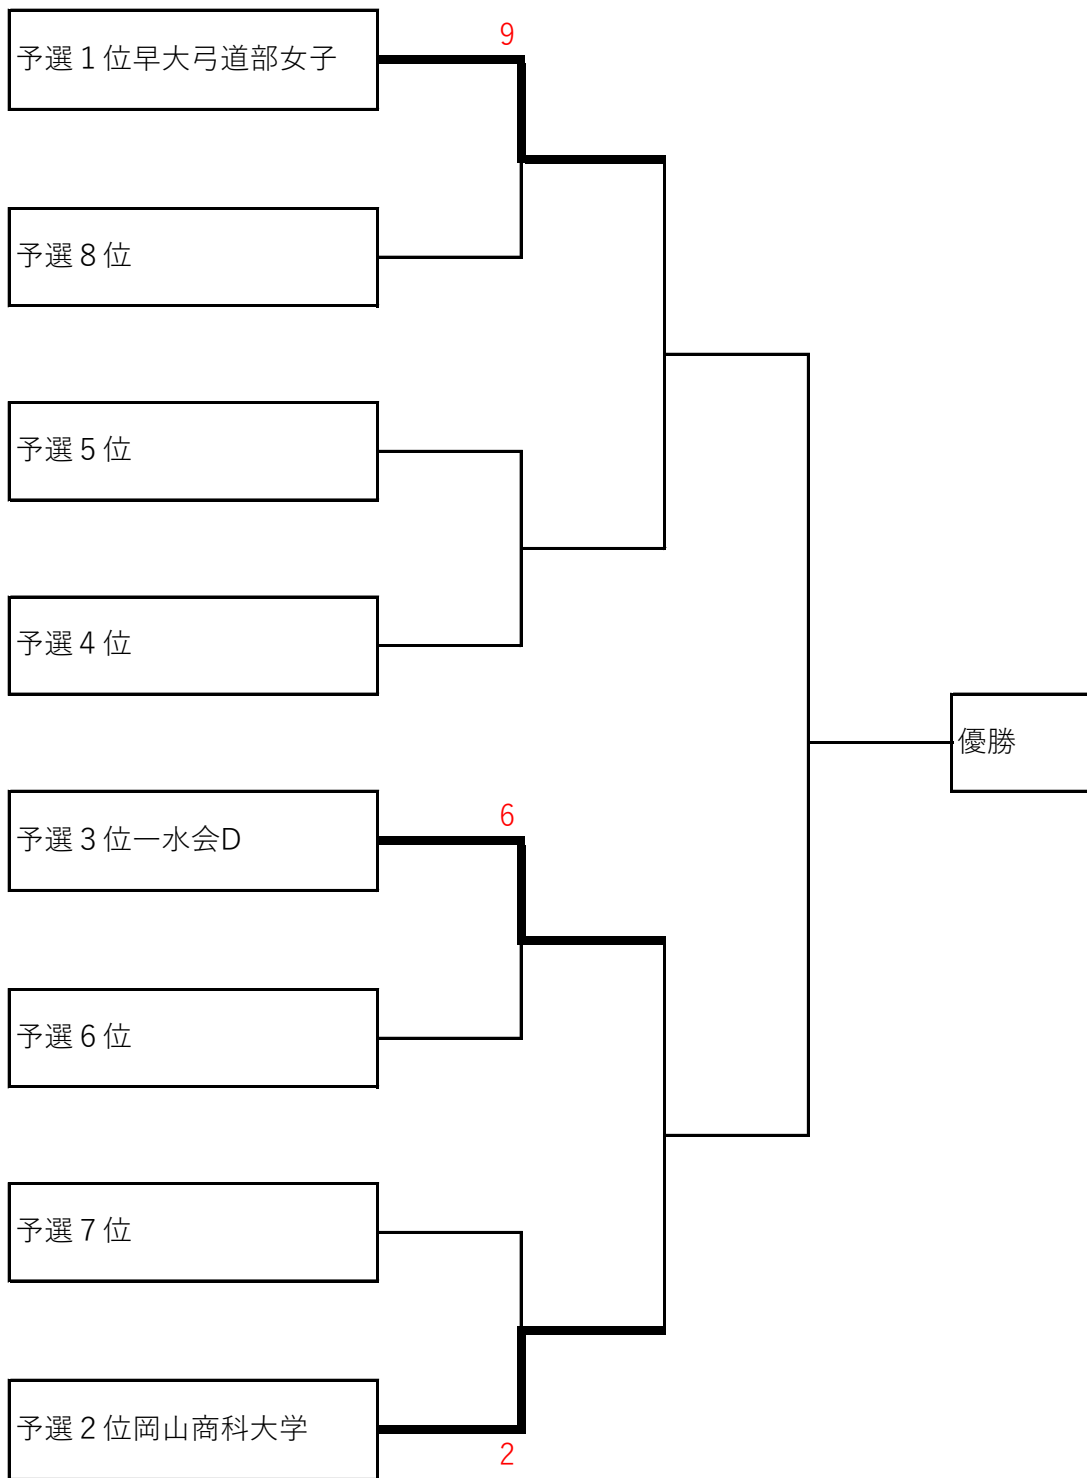 9
予選１位早大弓道部女子
予選８位
予選５位
予選４位
優勝
6
予選３位一水会D
予選６位
予選７位
予選２位岡山商科大学
2